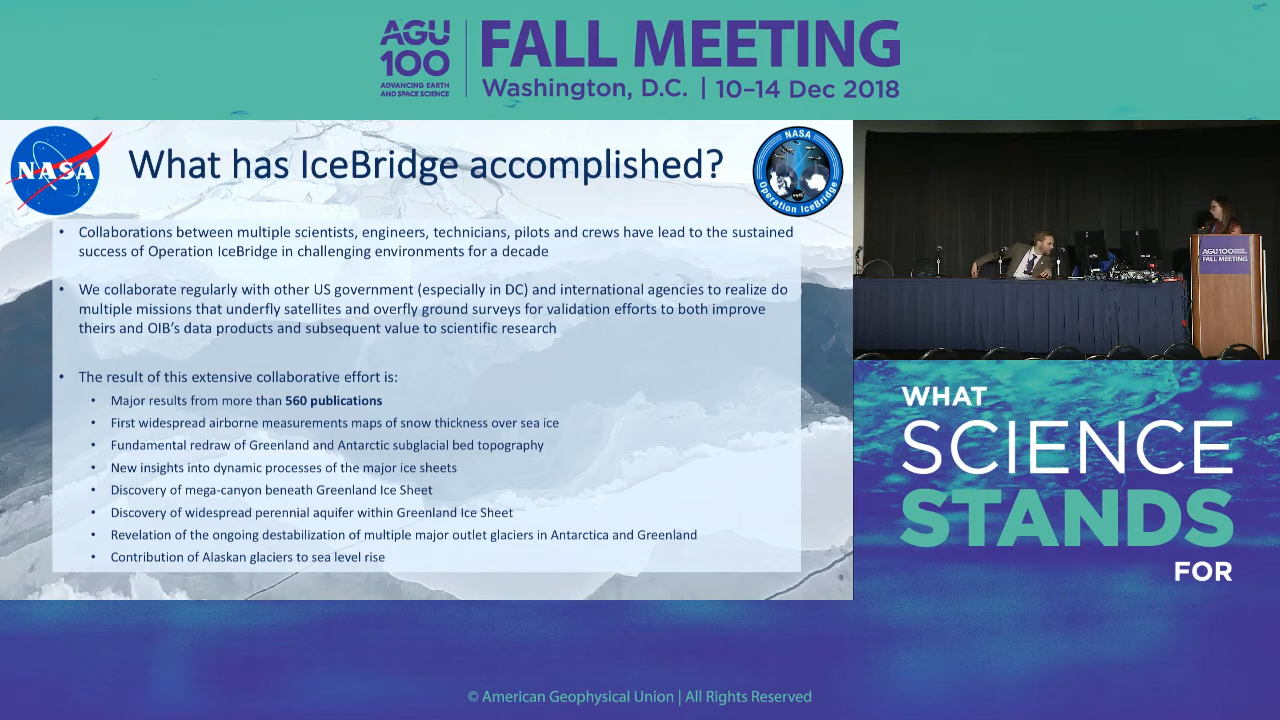 AGU
100
ADVANCING EARTH
AND SPACE SCIENCE
FALL MEETING
Washington, D.C. | 10–14 Dec 2018
NASA
What has IceBridge accomplished?
NASA
Operation IceBridge
• Collaborations between multiple scientists, engineers, technicians, pilots and crews have lead to the sustained
success of Operation IceBridge in challenging environments for a decade
• We collaborate regularly with other US government (especially in DC) and international agencies to realize do
multiple missions that underfly satellites and overfly ground surveys for validation efforts to both improve
theirs and OIB's data products and subsequent value to scientific research
• The result of this extensive collaborative effort is:
• Major results from more than 560 publications
• First widespread airborne measurements maps of snow thickness over sea ice
• Fundamental redraw of Greenland and Antarctic subglacial bed topography
• New insights into dynamic processes of the major ice sheets
• Discovery of mega-canyon beneath Greenland Ice Sheet
• Discovery of widespread perennial aquifer within Greenland Ice Sheet
• Revelation of the ongoing destabilization of multiple major outlet glaciers in Antarctica and Greenland
• Contribution of Alaskan glaciers to sea level rise
AGU100
FALL MEETING
WHAT
SCIENCE
STANDS
FOR
© American Geophysical Union | All Rights Reserved